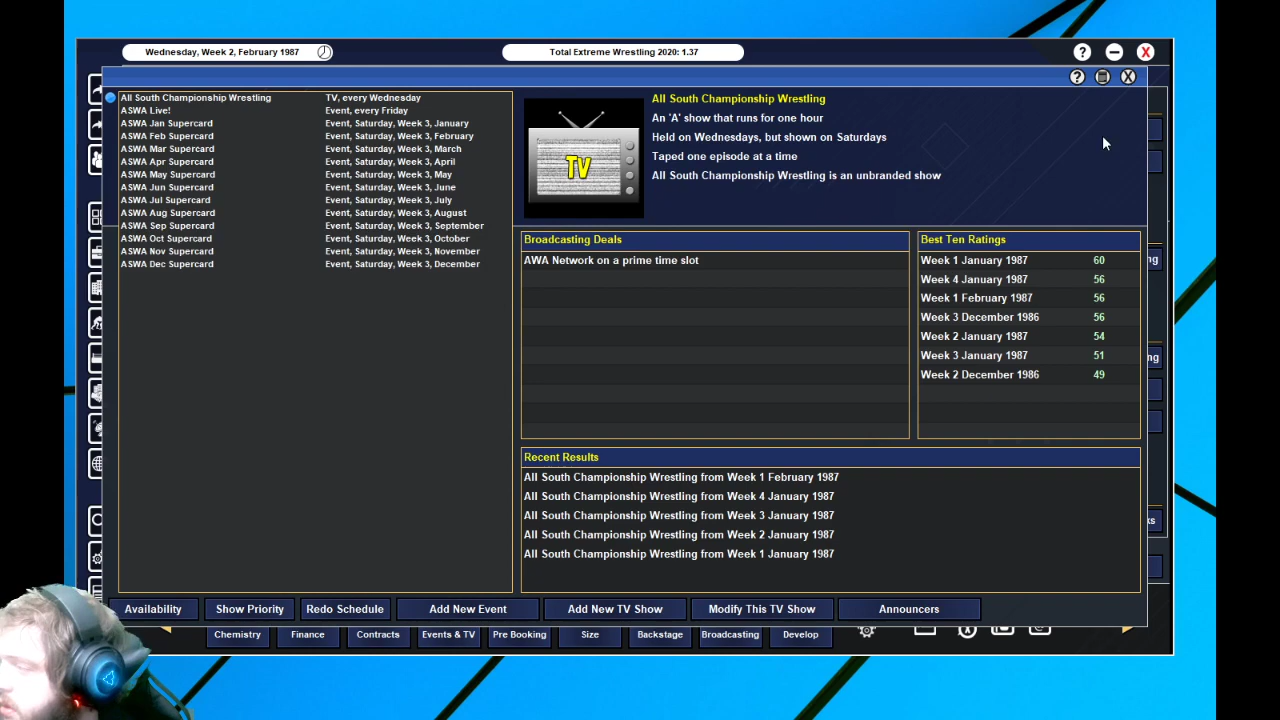 Wednesday, Week 2, February 1987
Total Extreme Wrestling 2020: 1.37
?
X
?
X
All South Championship Wrestling TV, every Wednesday
ASWA Live! Event, every Friday
ASWA Jan Supercard Event, Saturday, Week 3, January
ASWA Feb Supercard Event, Saturday, Week 3, February
ASWA Mar Supercard Event, Saturday, Week 3, March
ASWA Apr Supercard Event, Saturday, Week 3, April
ASWA May Supercard Event, Saturday, Week 3, May
ASWA Jun Supercard Event, Saturday, Week 3, June
ASWA Jul Supercard Event, Saturday, Week 3, July
ASWA Aug Supercard Event, Saturday, Week 3, August
ASWA Sep Supercard Event, Saturday, Week 3, September
ASWA Oct Supercard Event, Saturday, Week 3, October
ASWA Nov Supercard Event, Saturday, Week 3, November
ASWA Dec Supercard Event, Saturday, Week 3, December
TV
All South Championship Wrestling
An 'A' show that runs for one hour
Held on Wednesdays, but shown on Saturdays
Taped one episode at a time
All South Championship Wrestling is an unbranded show
Broadcasting Deals
AWA Network on a prime time slot
Best Ten Ratings
Week 1 January 1987 60
Week 4 January 1987 56
Week 1 February 1987 56
Week 3 December 1986 56
Week 2 January 1987 54
Week 3 January 1987 51
Week 2 December 1986 49
ng
ng
ks
Recent Results
All South Championship Wrestling from Week 1 February 1987
All South Championship Wrestling from Week 4 January 1987
All South Championship Wrestling from Week 3 January 1987
All South Championship Wrestling from Week 2 January 1987
All South Championship Wrestling from Week 1 January 1987
Availability Show Priority Redo Schedule Add New Event Add New TV Show Modify This TV Show Announcers
Chemistry Finance Contracts Events & TV Pre Booking Size Backstage Broadcasting Develop